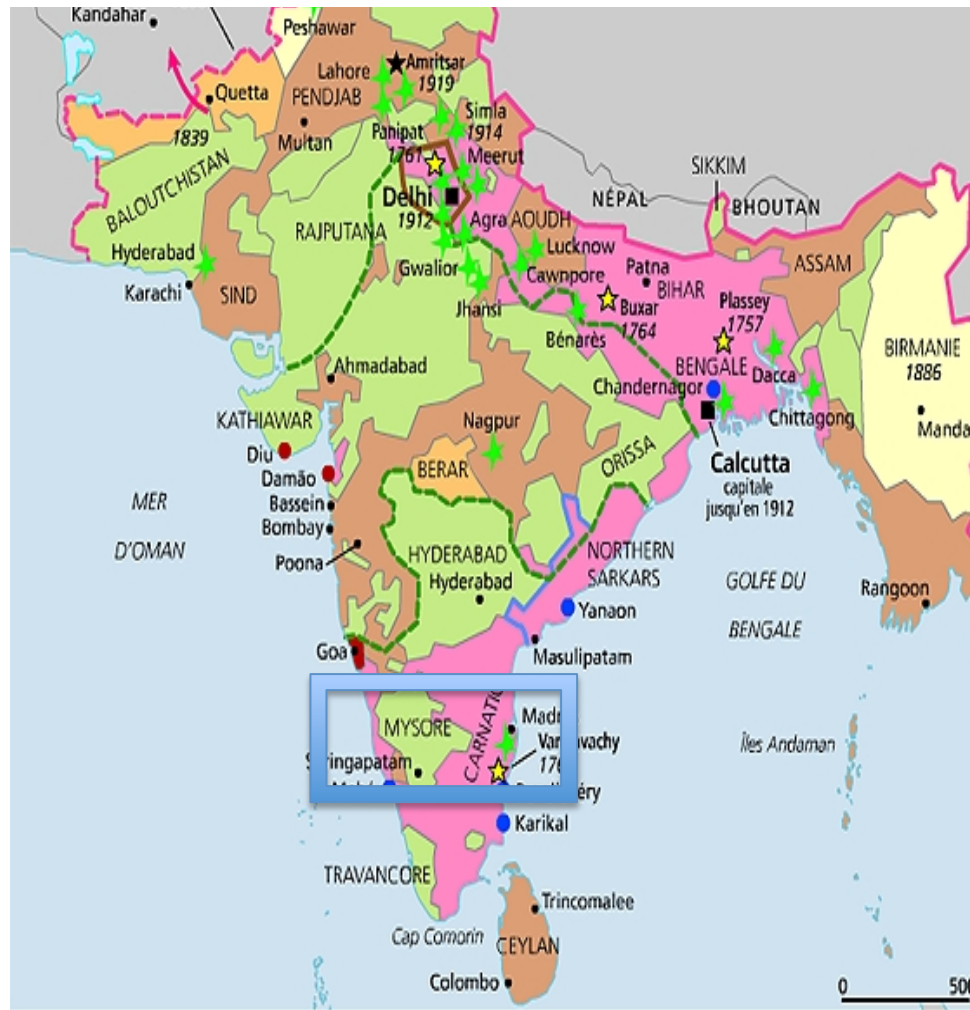 Kandahar
Peshawar
Lahore
Amritsar
1919
Quetta
PENDJAB
Simla
1914
1839
Multan
Panipat
1761
Meerut
SIKKIM
BALOUTCHISTAN
Delhi
1912
NÉPAL
BHOUTAN
RAJPUTANA
Agra
AOUDH
Hyderabad
Lucknow
ASSAM
Gwalior
Cawnpore
Patna
Karachi
SIND
BIHAR
Plassey
1757
Jhansi
Buxar
1764
Bénarès
BIRMANIE
1886
Ahmadabad
BENGALE
Dacca
Chandernagor
KATHIAWAR
Nagpur
Chittagong
Diu
BERAR
ORISSA
Calcutta
capitale
jusqu'en 1912
Damão
MER
D'OMAN
Bassein
Bombay
Poona
HYDERABAD
Hyderabad
NORTHERN
SARKARS
GOLFE DU
BENGALE
Rangoon
Yanaon
Goa
Masulipatam
MYSORE
Îles Andaman
Karikal
TRAVANCORE
Trincomalee
Cap Comorin
CEYLAN
Colombo
0